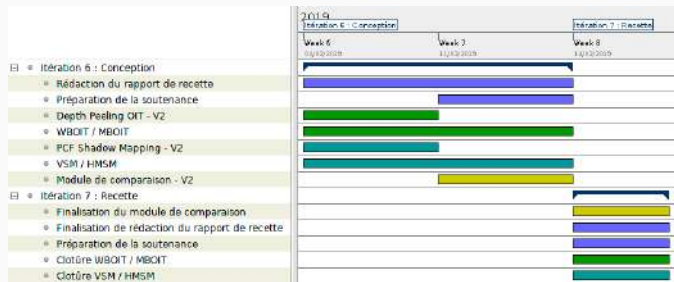 2019
Itération 6 : Conception
Itération 7 : Recette
Week 6
Week 7
Week 8
Itération 6 : Conception
Rédaction du rapport de recette
Préparation de la soutenance
Depth Peeling OIT - V2
WBOIT / MBOIT
PCF Shadow Mapping - V2
VSM / HMSM
Module de comparaison - V2
Itération 7 : Recette
Finalisation du module de comparaison
Finalisation de rédaction du rapport de recette
Préparation de la soutenance
Clotûre WBOIT / MBOIT
Clotûre VSM / HMSM